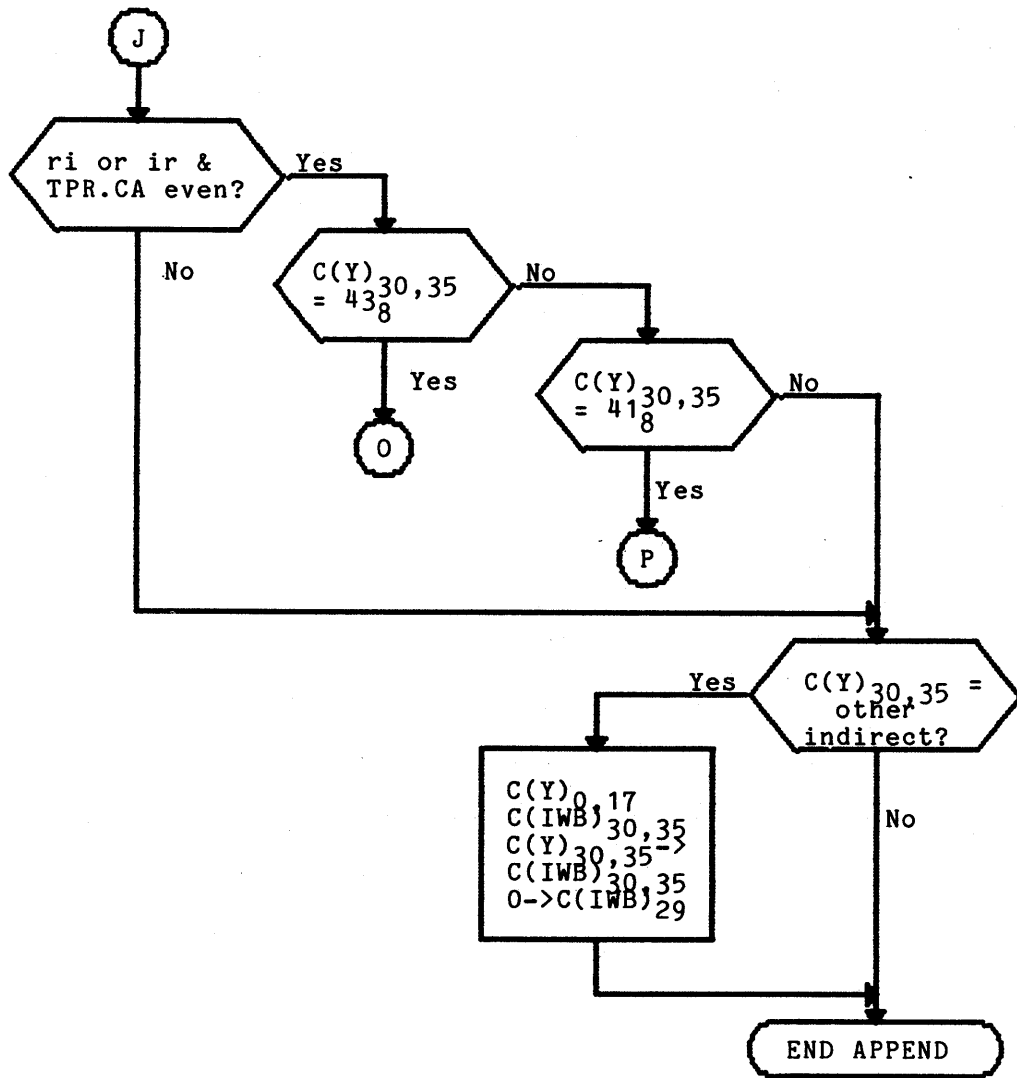 J
ri or ir &
TPR.CA even?
Yes
No
C(Y)30,35
= 438
No
Yes
O
C(Y)30,35
= 418
No
Yes
P
C(Y)30,35 =
other
indirect?
Yes
No
C(Y)0,17
C(IWB)30,35
C(Y)30,35->
C(IWB)30,35
0->C(IWB)29
END APPEND